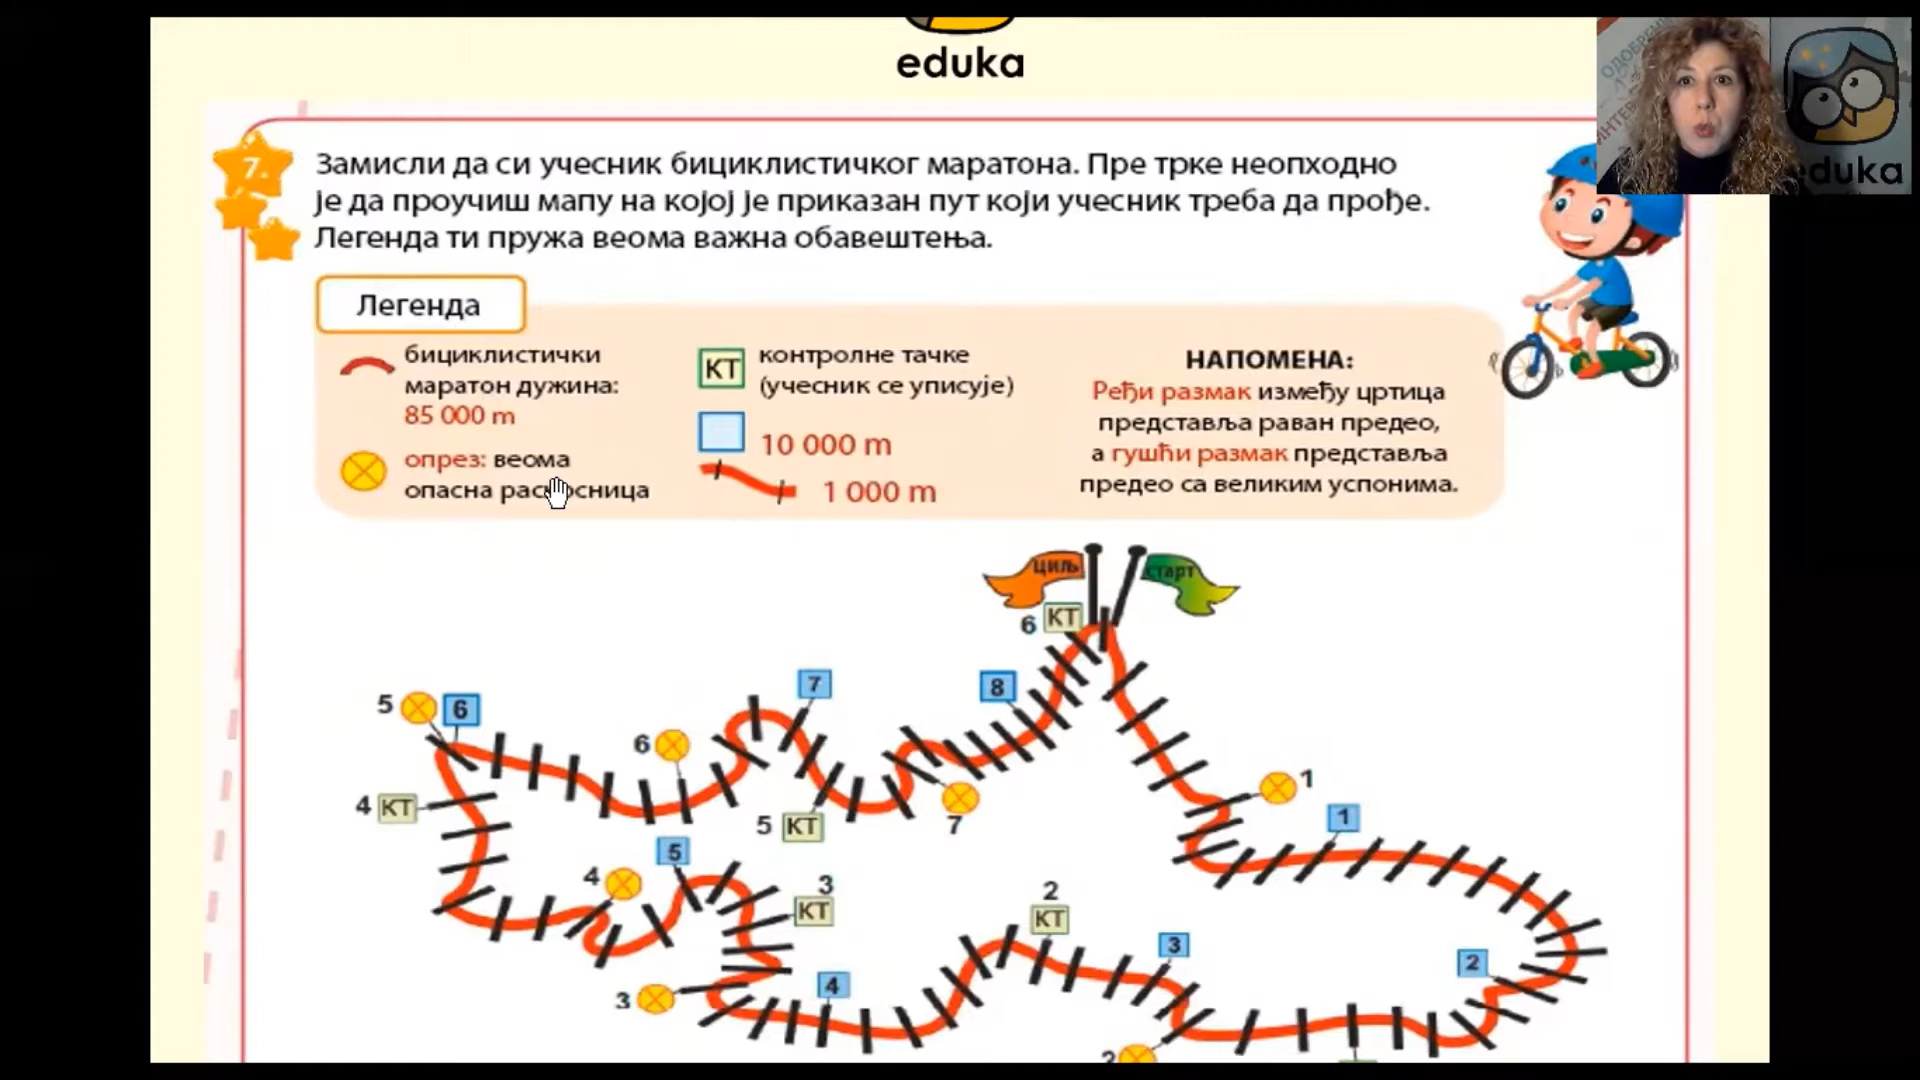 eduka
7.
Замисли да си учесник бициклистичког маратона. Пре трке неопходно
је да проучиш мапу на којој је приказан пут који учесник треба да прође.
Легенда ти пружа веома важна обавештења.
Легенда
бициклистички
маратон дужина:
85 000 m
опрез: веома
опасна раскрсница
КТ контролне тачке
(учесник се уписује)
10 000 m
1 000 m
НАПОМЕНА:
Ређи размак између цртица
представља раван предео,
а гушћи размак представља
предео са великим успонима.
ЦИЉ
старт
6 КТ
7
8
5
6
6
1
4 КТ
5 КТ
7
1
5
4
3
КТ
2
КТ
3
2
4
3
2
ОДОБРЕН
ИНТЕР
eduka